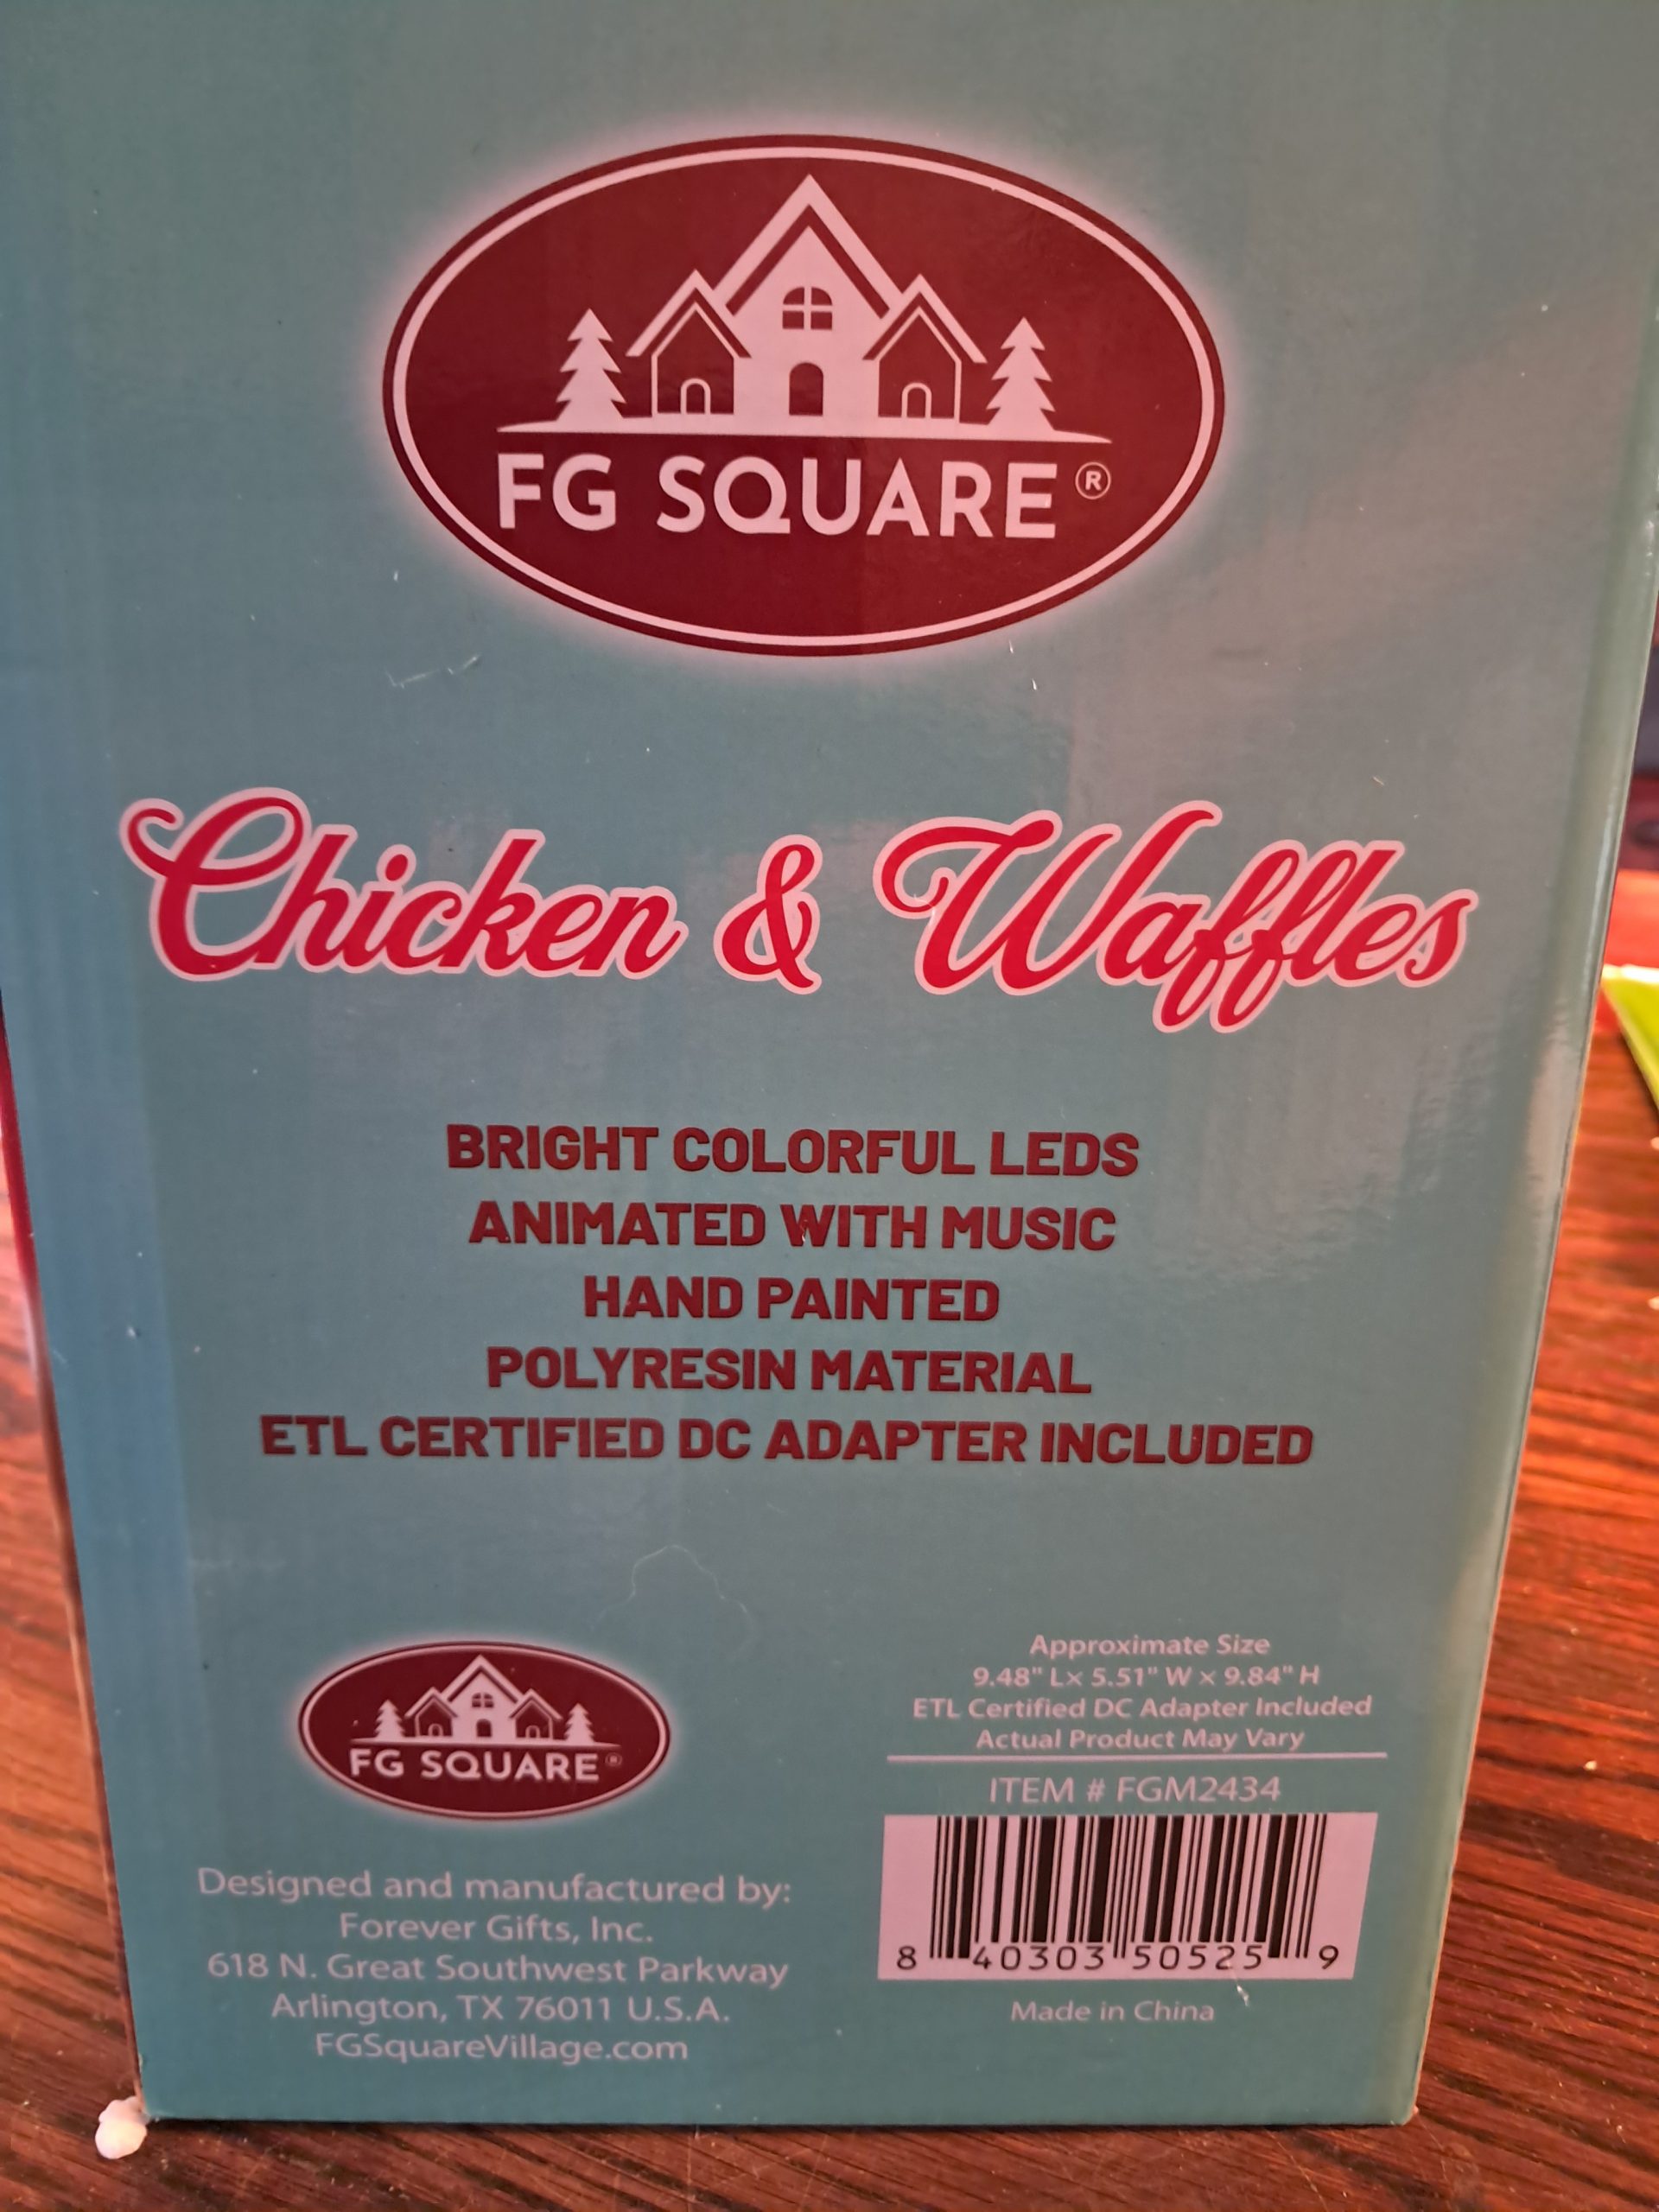 FG SQUARE®
Chicken & Waffles
BRIGHT COLORFUL LEDS
ANIMATED WITH MUSIC
HAND PAINTED
POLYRESIN MATERIAL
ETL CERTIFIED DC ADAPTER INCLUDED
FG SQUARE®
Designed and manufactured by:
Forever Gifts, Inc.
618 N. Great Southwest Parkway
Arlington, TX 76011 U.S.A.
FGSquareVillage.com
Approximate Size
9.48" L x 5.51" W x 9.84" H
ETL Certified DC Adapter Included
Actual Product May Vary
ITEM # FGM2434
8 40303 50525 9
Made in China